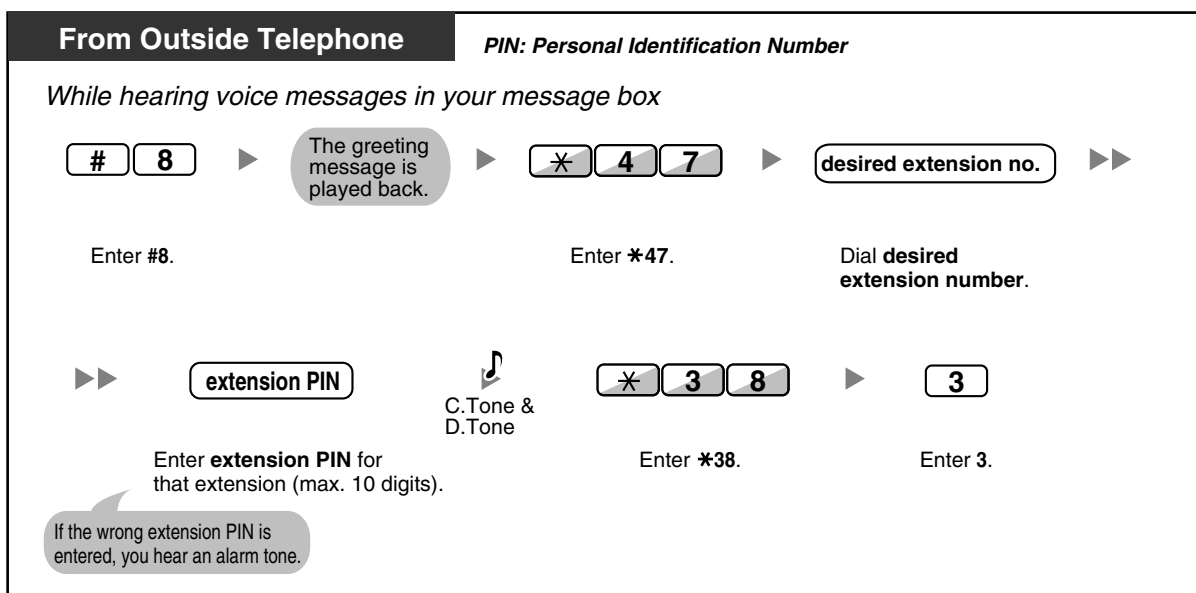 From Outside Telephone
PIN: Personal Identification Number
While hearing voice messages in your message box
# 8
The greeting
message is
played back.
* 4 7
desired extension no.
Enter #8.
Enter *47.
Dial desired
extension number.
extension PIN
C.Tone &
D.Tone
* 3 8
3
Enter extension PIN for
that extension (max. 10 digits).
Enter *38.
Enter 3.
If the wrong extension PIN is
entered, you hear an alarm tone.